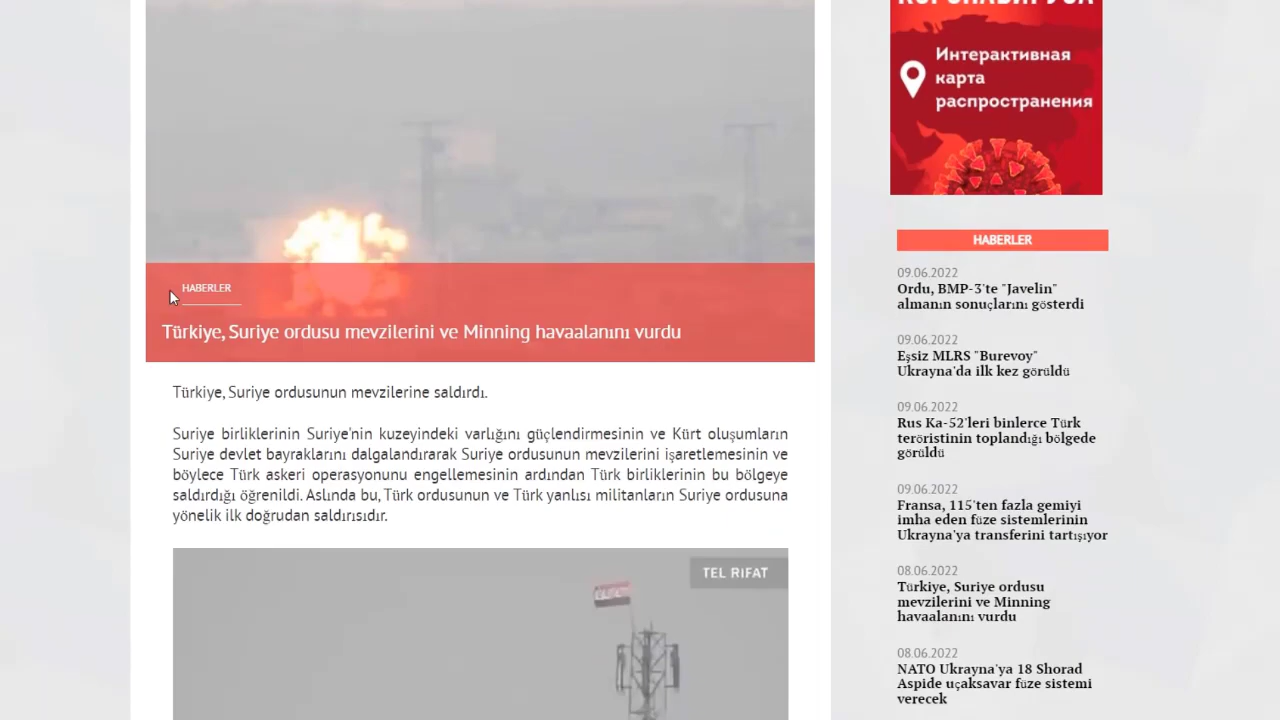 HABERLER
Türkiye, Suriye ordusu mevzilerini ve Minning havaalanını vurdu
Türkiye, Suriye ordusunun mevzilerine saldırdı.
Suriye birliklerinin Suriye'nin kuzeyindeki varlığını güçlendirmesinin ve Kürt oluşumların
Suriye devlet bayraklarını dalgalandırarak Suriye ordusunun mevzilerini işaretlemesinin ve
böylece Türk askeri operasyonunu engellemesinin ardından Türk birliklerinin bu bölgeye
saldırdığı öğrenildi. Aslında bu, Türk ordusunun ve Türk yanlısı militanların Suriye ordusuna
yönelik ilk doğrudan saldırısıdır.
TEL RIFAT
Интерактивная
карта
распространения
HABERLER
09.06.2022
Ordu, BMP-3'te "Javelin"
almanın sonuçlarını gösterdi
09.06.2022
Eşsiz MLRS "Burevoy"
Ukrayna'da ilk kez görüldü
09.06.2022
Rus Ka-52'leri binlerce Türk
teröristinin toplandığı bölgede
görüldü
09.06.2022
Fransa, 115'ten fazla gemiyi
imha eden füze sistemlerinin
Ukrayna'ya transferini tartışıyor
08.06.2022
Türkiye, Suriye ordusu
mevzilerini ve Minning
havaalanını vurdu
08.06.2022
NATO Ukrayna'ya 18 Shorad
Aspide uçaksavar füze sistemi
verecek